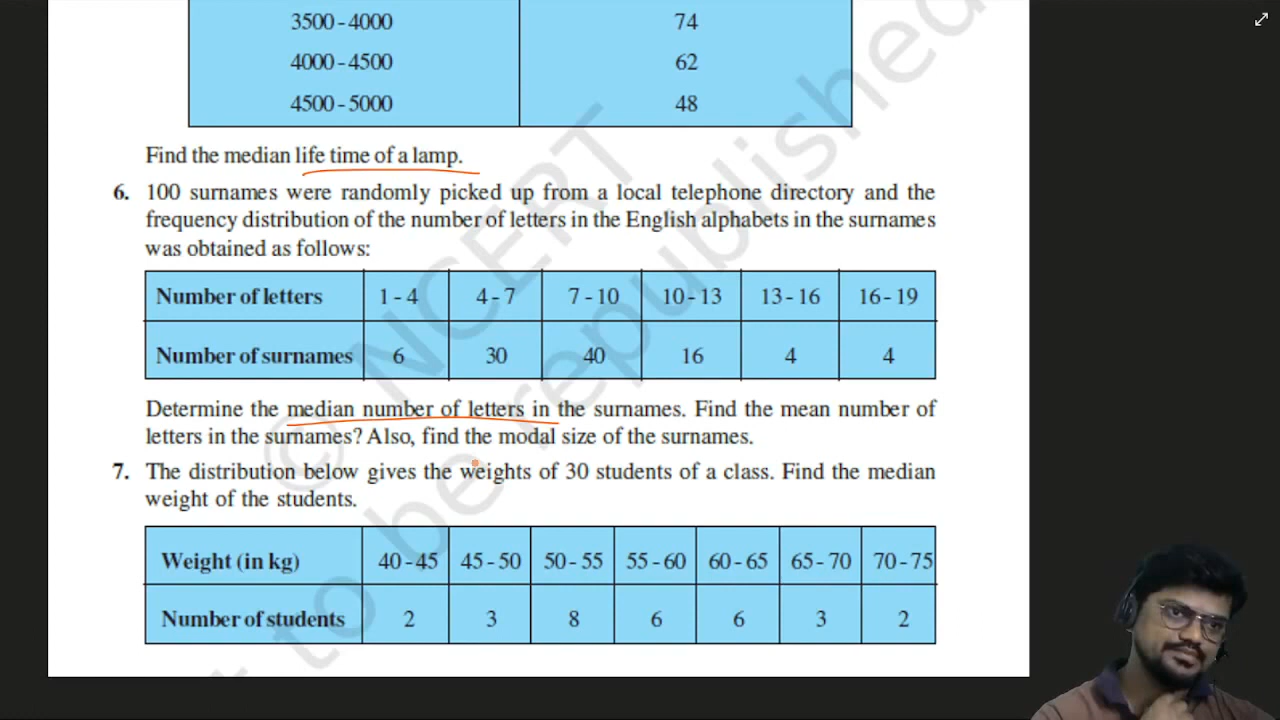 3500 - 4000 74
4000 - 4500 62
4500 - 5000 48
Find the median life time of a lamp.
6. 100 surnames were randomly picked up from a local telephone directory and the
frequency distribution of the number of letters in the English alphabets in the surnames
was obtained as follows:
Number of letters 1 - 4 4 - 7 7 - 10 10 - 13 13 - 16 16 - 19
Number of surnames 6 30 40 16 4 4
Determine the median number of letters in the surnames. Find the mean number of
letters in the surnames? Also, find the modal size of the surnames.
7. The distribution below gives the weights of 30 students of a class. Find the median
weight of the students.
Weight (in kg) 40 - 45 45 - 50 50 - 55 55 - 60 60 - 65 65 - 70 70 - 75
Number of students 2 3 8 6 6 3 2
© NCERT
to be republished